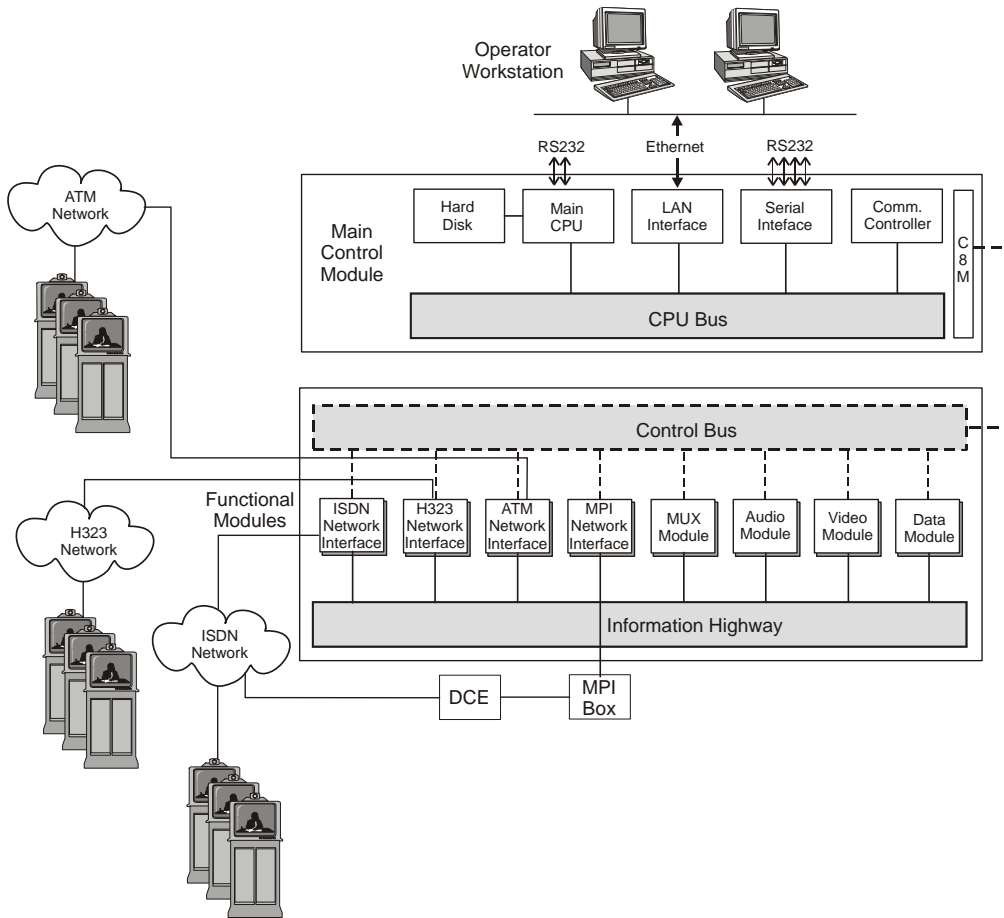 Operator
Workstation
RS232
Ethernet
RS232
ATM
Network
Main
Control
Module
Hard
Disk
Main
CPU
LAN
Interface
Serial
Inteface
Comm.
Controller
C
8
M
CPU Bus
Control Bus
Functional
Modules
ISDN
Network
Interface
H323
Network
Interface
ATM
Network
Interface
MPI
Network
Interface
MUX
Module
Audio
Module
Video
Module
Data
Module
H323
Network
Information Highway
ISDN
Network
DCE
MPI
Box